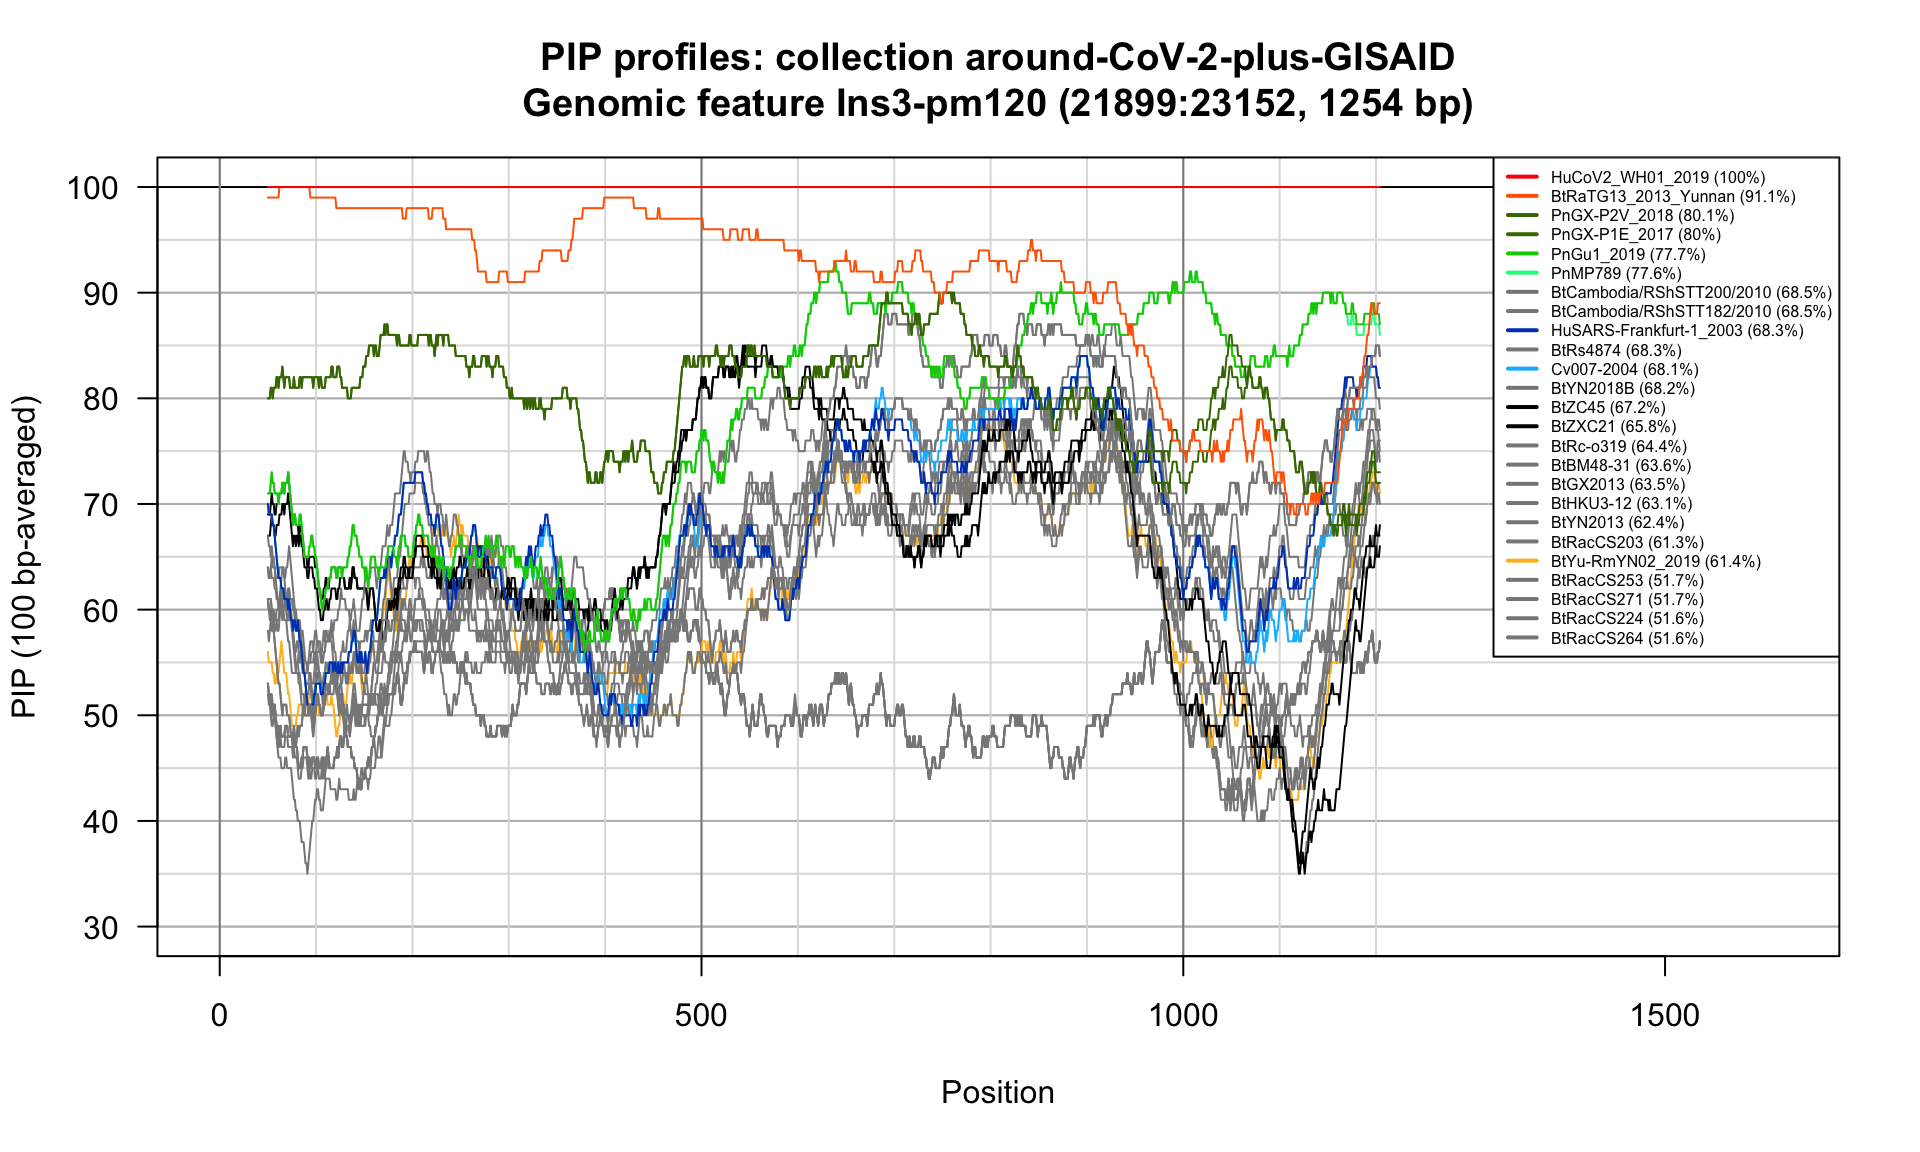 PIP profiles: collection around-CoV-2-plus-GISAID
Genomic feature Ins3-pm120 (21899:23152, 1254 bp)
PIP (100 bp-averaged)
100
90
80
70
60
50
40
30
0
500
1000
1500
Position
HuCoV2_WH01_2019 (100%)
BtRaTG13_2013_Yunnan (91.1%)
PnGX-P2V_2018 (80.1%)
PnGX-P1E_2017 (80%)
PnGu1_2019 (77.7%)
PnMP789 (77.6%)
BtCambodia/RShSTT200/2010 (68.5%)
BtCambodia/RShSTT182/2010 (68.5%)
HuSARS-Frankfurt-1_2003 (68.3%)
BtRs4874 (68.3%)
Cv007-2004 (68.1%)
BtYN2018B (68.2%)
BtZC45 (67.2%)
BtZXC21 (65.8%)
BtRc-o319 (64.4%)
BtBM48-31 (63.6%)
BtGX2013 (63.5%)
BtHKU3-12 (63.1%)
BtYN2013 (62.4%)
BtRacCS203 (61.3%)
BtYu-RmYN02_2019 (61.4%)
BtRacCS253 (51.7%)
BtRacCS271 (51.7%)
BtRacCS224 (51.6%)
BtRacCS264 (51.6%)